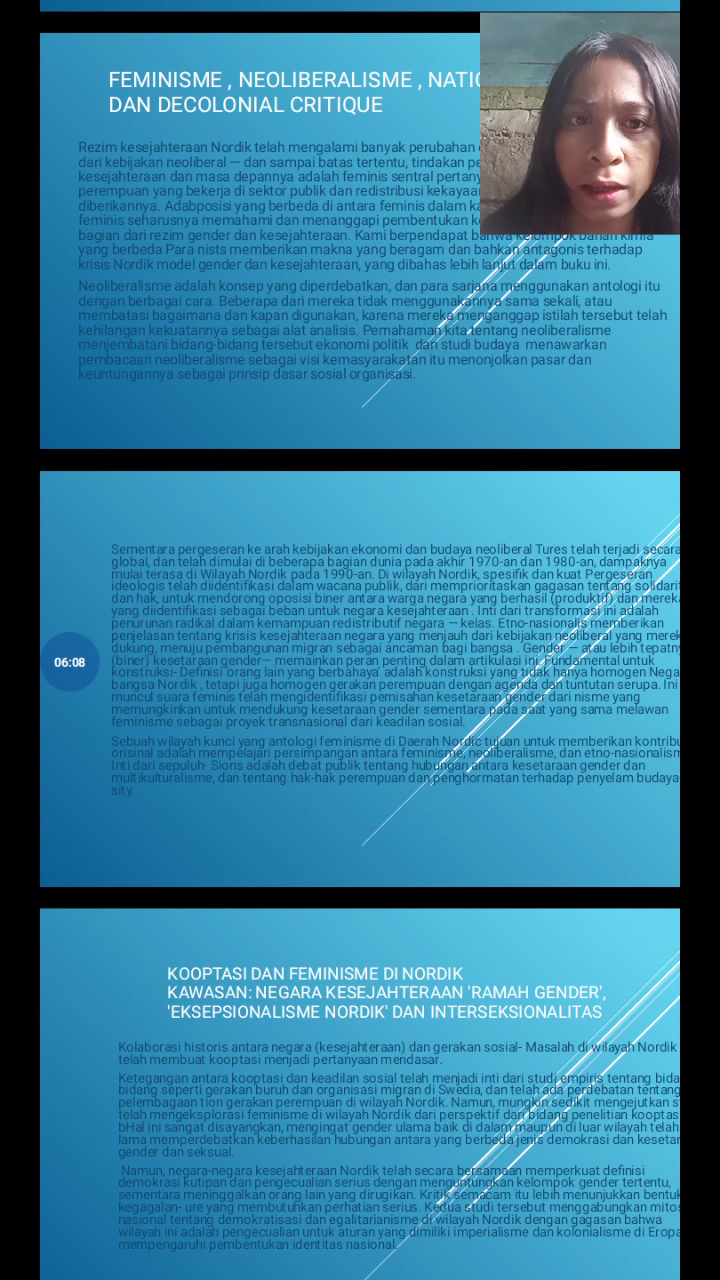 FEMINISME , NEOLIBERALISME , NATIO
DAN DECOLONIAL CRITIQUE
Rezim kesejahteraan Nordik telah mengalami banyak perubahan
dari kebijakan neoliberal — dan sampai batas tertentu, tindakan pe
kesejahteraan dan masa depannya adalah feminis sentral pertany
perempuan yang bekerja di sektor publik dan redistribusi kekayaa
diberikannya. Adabposisi yang berbeda di antara feminis dalam ka
feminis seharusnya memahami dan menanggapi pembentukan ke
bagian dari rezim gender dan kesejahteraan. Kami berpendapat bahwa kelompok bahan kimia
yang berbeda Para nists memberikan makna yang beragam dan bahkan antagonis terhadap
krisis Nordik model gender dan kesejahteraan, yang dibahas lebih lanjut dalam buku ini.
Neoliberalisme adalah konsep yang diperdebatkan, dan para sarjana menggunakan antologi itu
dengan berbagai cara. Beberapa dari mereka tidak menggunakannya sama sekali, atau
membatasi bagaimana dan kapan digunakan, karena mereka menganggap istilah tersebut telah
kehilangan kekuatannya sebagai alat analisis. Pemahaman kita tentang neoliberalisme
menjembatani bidang-bidang tersebut ekonomi politik dan studi budaya menawarkan
pembacaan neoliberalisme sebagai visi kemasyarakatan itu menonjolkan pasar dan
keuntungannya sebagai prinsip dasar sosial organisasi.
Sementara pergeseran ke arah kebijakan ekonomi dan budaya neoliberal Tures telah terjadi secara
global, dan telah dimulai di beberapa bagian dunia pada akhir 1970-an dan 1980-an, dampaknya
mulai terasa di Wilayah Nordik pada 1990-an. Di wilayah Nordik, spesifik dan kuat Pergeseran
ideologis telah diidentifikasi dalam wacana publik, dari memprioritaskan gagasan tentang solidarit
dan hak, untuk mendorong oposisi biner antara warga negara yang berhasil (produktif) dan mereka
yang diidentifikasi sebagai beban untuk negara kesejahteraan . Inti dari transformasi ini adalah
penurunan radikal dalam kemampuan redistributif negara — kelas. Etno-nasionalis memberikan
penjelasan tentang krisis kesejahteraan negara yang menjauh dari kebijakan neoliberal yang merek
06:08
dukung, menuju pembangunan migran sebagai ancaman bagi bangsa . Gender — atau lebih tepatny
(biner) kesetaraan gender— memainkan peran penting dalam artikulasi ini. Fundamental untuk
konstruksi- Definisi 'orang lain yang berbahaya' adalah konstruksi yang tidak hanya homogen Nega
bangsa Nordik , tetapi juga homogen gerakan perempuan dengan agenda dan tuntutan serupa. Ini
muncul suara feminis telah mengidentifikasi pemisahan kesetaraan gender dari nisme yang
memungkinkan untuk mendukung kesetaraan gender sementara pada saat yang sama melawan
feminisme sebagai proyek transnasional dari keadilan sosial.
Sebuah wilayah kunci yang antologi feminisme di Daerah Nordic tujuan untuk memberikan kontribu
orisnal adalah mempelajari persimpangan antara feminisme, neoliberalisme, dan etno-nasionalism
Inti dari sepuluh- Sions adalah debat publik tentang hubungan antara kesetaraan gender dan
multikulturalisme, dan tentang hak-hak perempuan dan penghormatan terhadap penyelam budaya-
sity.
KOOPTASI DAN FEMINISME DI NORDIK
KAWASAN: NEGARA KESEJAHTERAAN 'RAMAH GENDER',
'EKSEPSIONALISME NORDIK' DAN INTERSEKSIONALITAS
Kolaborasi historis antara negara (kesejahteraan) dan gerakan sosial- Masalah di wilayah Nordik
telah membuat kooptasi menjadi pertanyaan mendasar.
Ketegangan antara kooptasi dan keadilan sosial telah menjadi inti dari studi empiris tentang bida
bidang seperti gerakan buruh dan organisasi migran di Swedia, dan telah ada perdebatan tentang
pelembagaan tion gerakan perempuan di wilayah Nordik. Namun, mungkin sedikit mengejutkan s
telah mengeksplorasi feminisme di wilayah Nordik dari perspektif dari bidang penelitian kooptas
bHal ini sangat disayangkan, mengingat gender ulama baik di dalam maupun di luar wilayah telah
lama memperdebatkan keberhasilan hubungan antara yang berbeda jenis demokrasi dan kesetar
gender dan seksual.
Namun, negara-negara kesejahteraan Nordik telah secara bersamaan memperkuat definisi
demokrasi kutipan dan pengecualian serius dengan menguntungkan kelompok gender tertentu,
sementara meninggalkan orang lain yang dirugikan. Kritik semacam itu lebih menunjukkan bentuk
kegagalan- ure yang membutuhkan perhatian serius. Kedua studi tersebut menggabungkan mitos
nasional tentang demokratisasi dan egalitarianisme di wilayah Nordik dengan gagasan bahwa
wilayah ini adalah pengecualian untuk aturan yang dimiliki imperialisme dan kolonialisme di Eropa
mempengaruhi pembentukan identitas nasional.